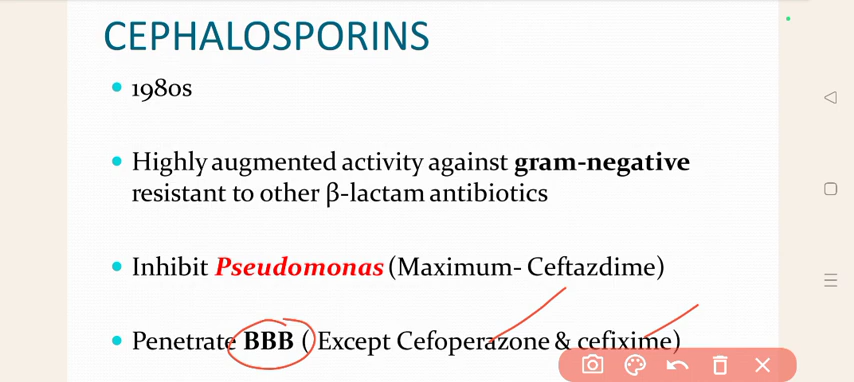 CEPHALOSPORINS
1980s
Highly augmented activity against gram-negative
resistant to other β-lactam antibiotics
Inhibit Pseudomonas (Maximum- Ceftazdime)
Penetrate BBB ( Except Cefoperazone & cefixime)